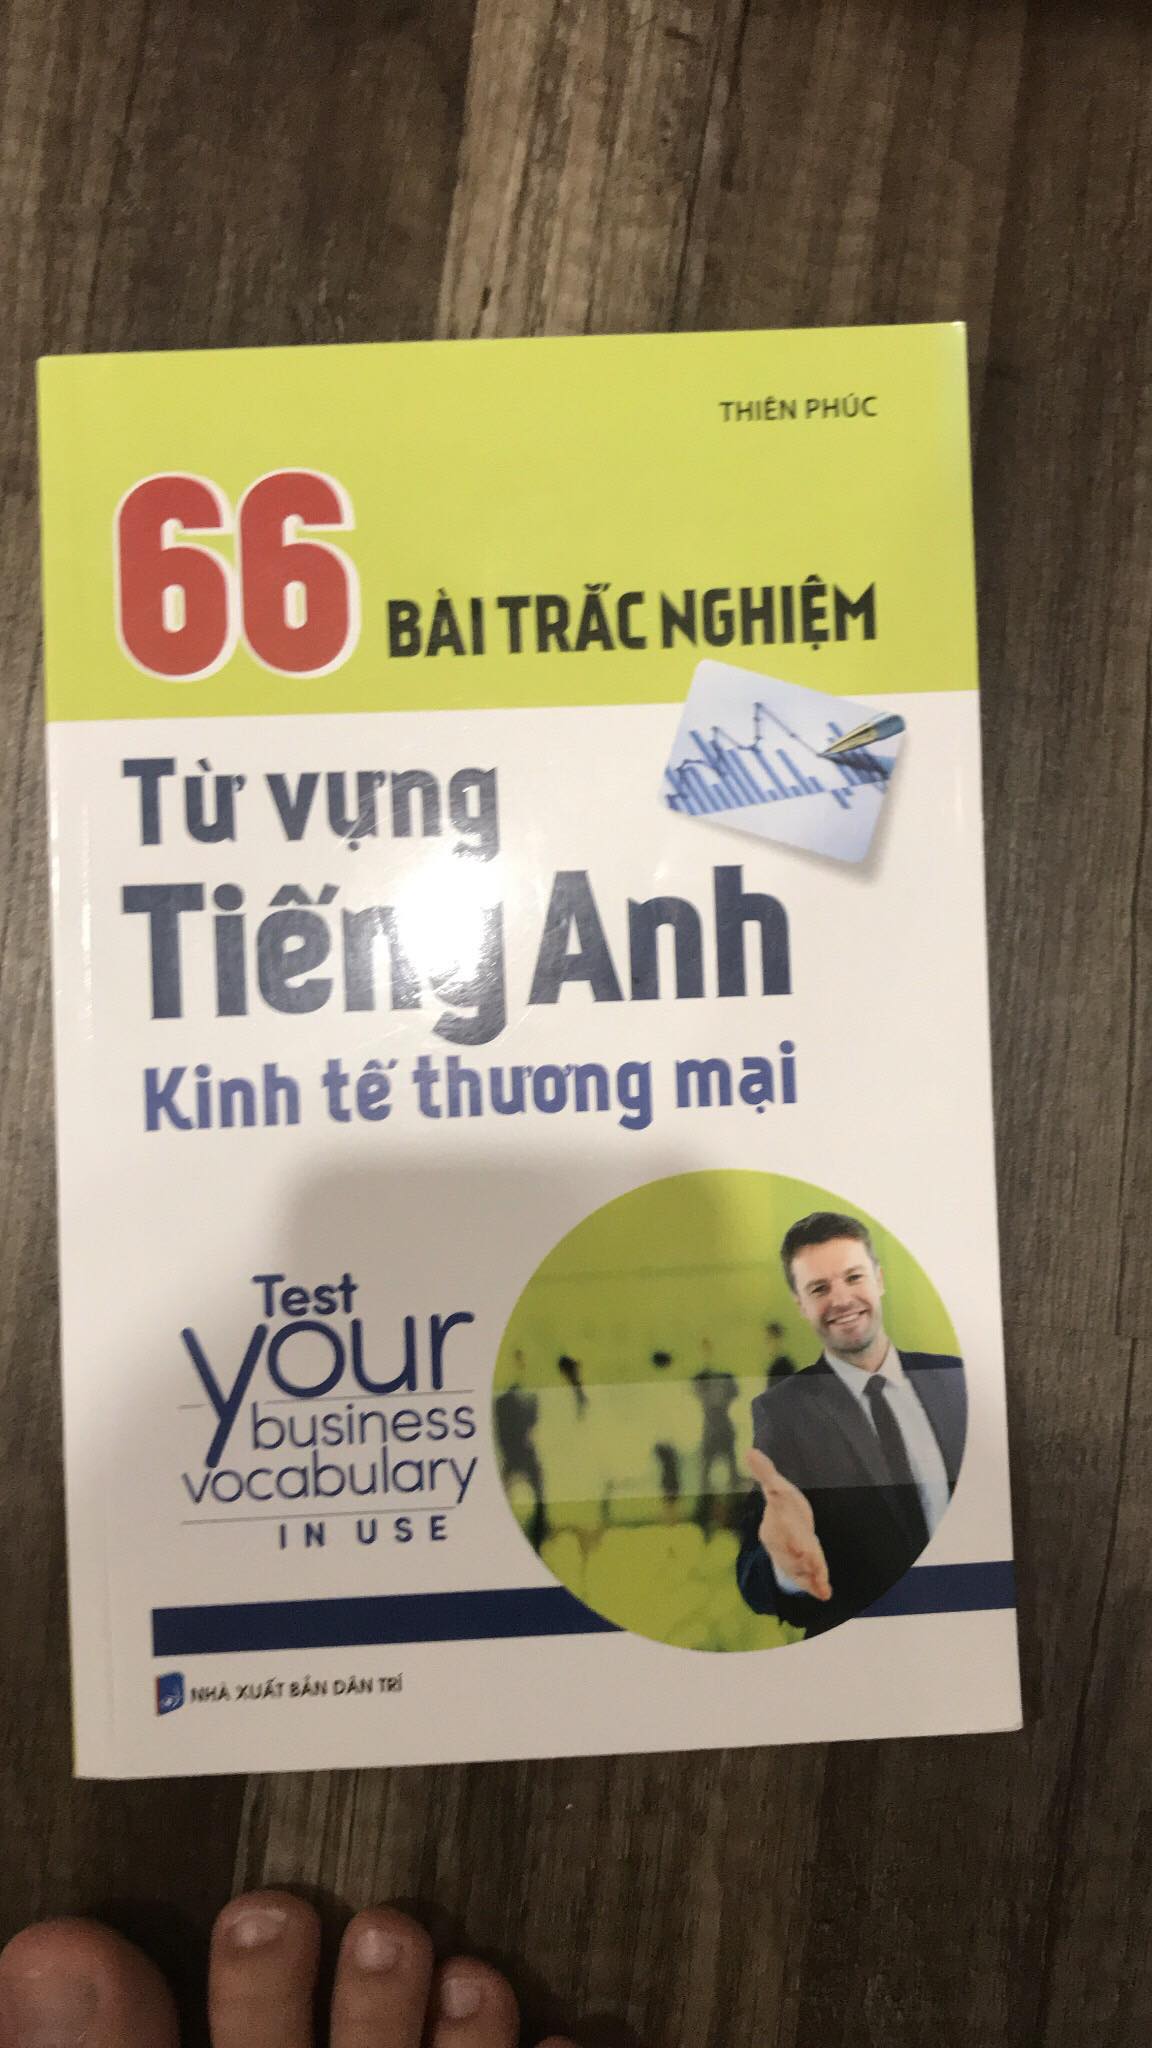 THIÊN PHÚC
66 BÀI TRẮC NGHIỆM
Từ vựng
Tiếng Anh
Kinh tế thương mại
Test
your
business
vocabulary
IN USE
NHÀ XUẤT BẢN DÂN TRÍ